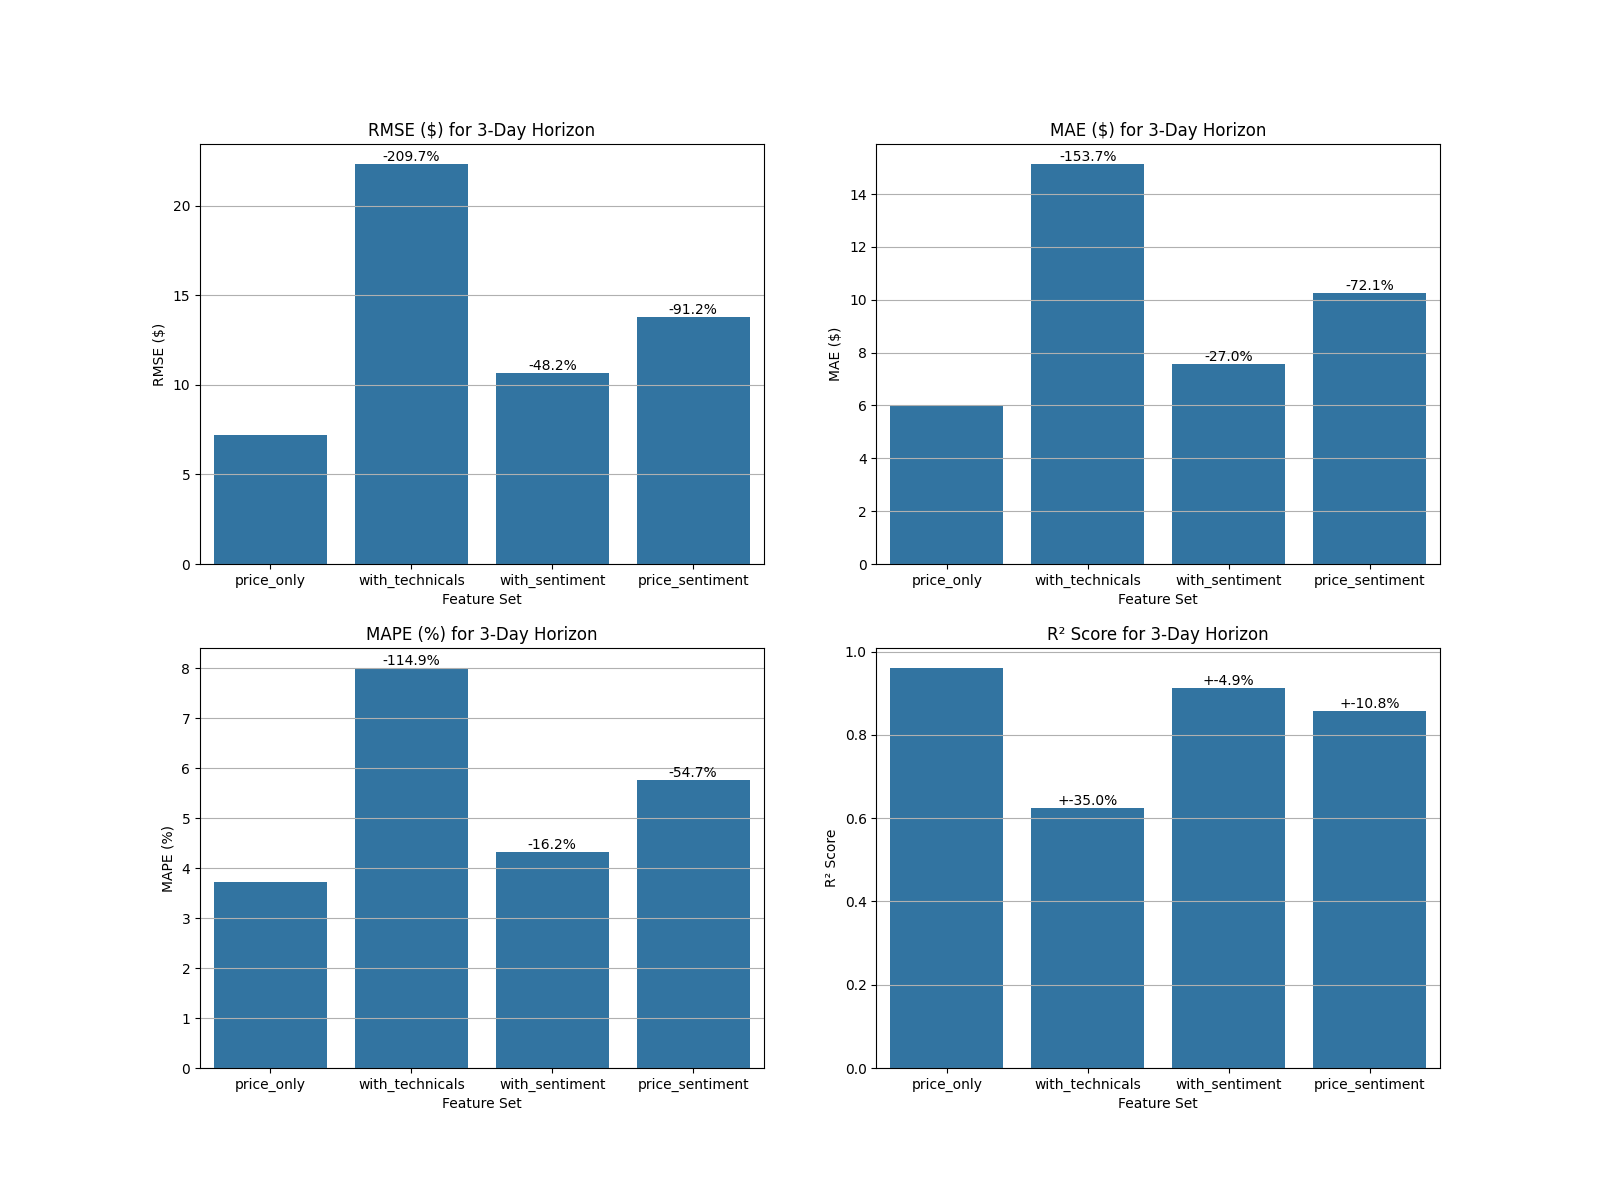 RMSE ($) for 3-Day Horizon
-209.7%
-91.2%
-48.2%
20
15
10
5
0
RMSE ($)
price_only with_technicals with_sentiment price_sentiment
Feature Set
MAE ($) for 3-Day Horizon
-153.7%
-72.1%
-27.0%
14
12
10
8
6
4
2
0
MAE ($)
price_only with_technicals with_sentiment price_sentiment
Feature Set
MAPE (%) for 3-Day Horizon
-114.9%
-54.7%
-16.2%
8
7
6
5
4
3
2
1
0
MAPE (%)
price_only with_technicals with_sentiment price_sentiment
Feature Set
R² Score for 3-Day Horizon
+-4.9%
+-10.8%
+-35.0%
1.0
0.8
0.6
0.4
0.2
0.0
R² Score
price_only with_technicals with_sentiment price_sentiment
Feature Set